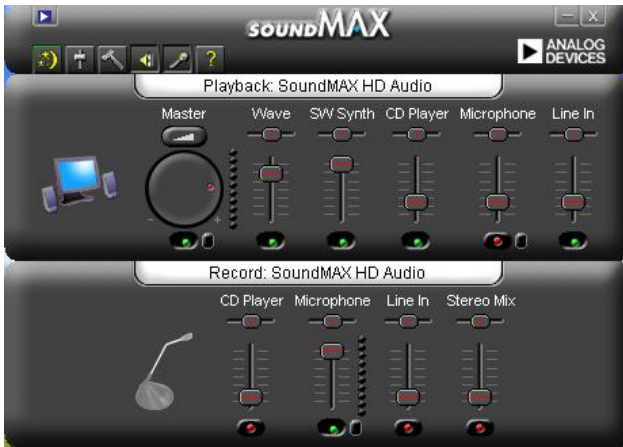 SOUNDMAX
ANALOG
DEVICES
?
Playback: SoundMAX HD Audio
Master Wave SW Synth CD Player Microphone Line In
- +
Record: SoundMAX HD Audio
CD Player Microphone Line In Stereo Mix